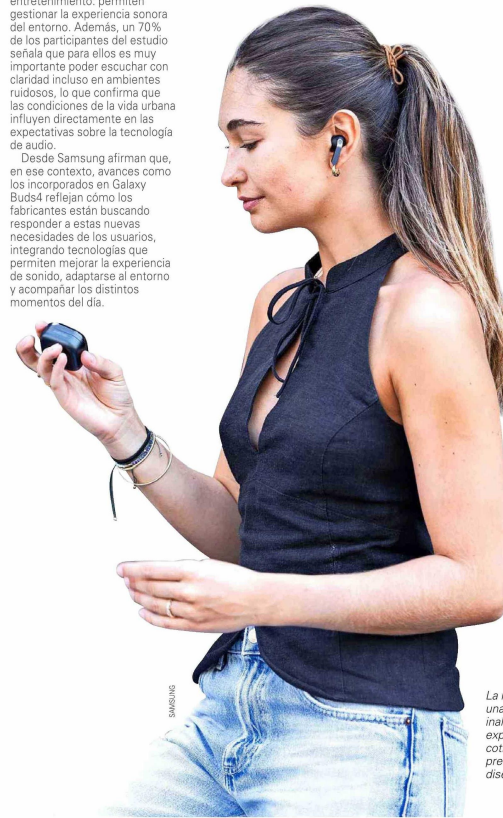 entretenimiento: permiten
gestionar la experiencia sonora
del entorno. Además, un 70%
de los participantes del estudio
señala que para ellos es muy
importante poder escuchar con
claridad incluso en ambientes
ruidosos, lo que confirma que
las condiciones de la vida urbana
influyen directamente en las
expectativas sobre la tecnología
de audio.
Desde Samsung afirman que,
en ese contexto, avances como
los incorporados en Galaxy
Buds4 reflejan cómo los
fabricantes están buscando
responder a estas nuevas
necesidades de los usuarios,
integrando tecnologías que
permiten mejorar la experiencia
de sonido, adaptarse al entorno
y acompañar los distintos
momentos del día.
SAMSUNG
La
una